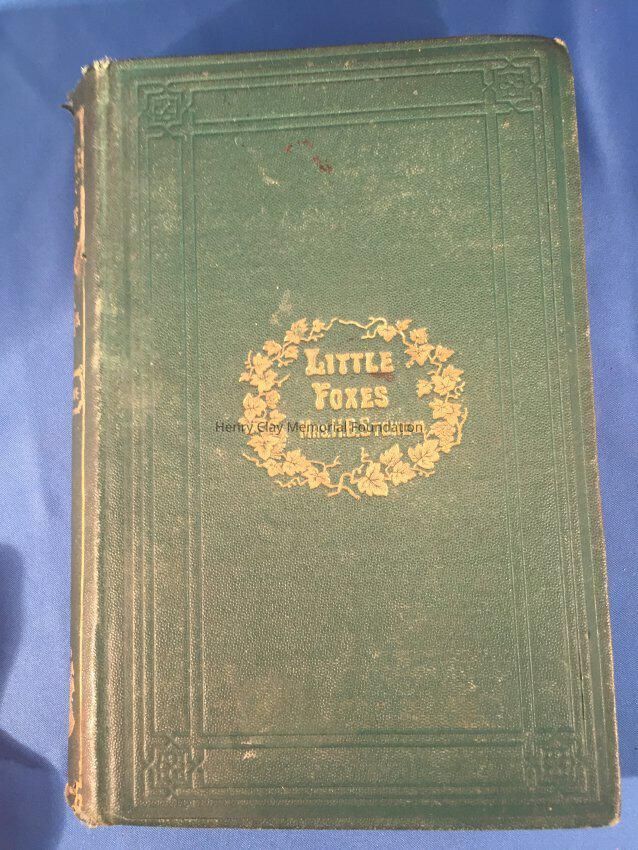 LITTLE
FOXES
Henry Clay Memorial Foundation